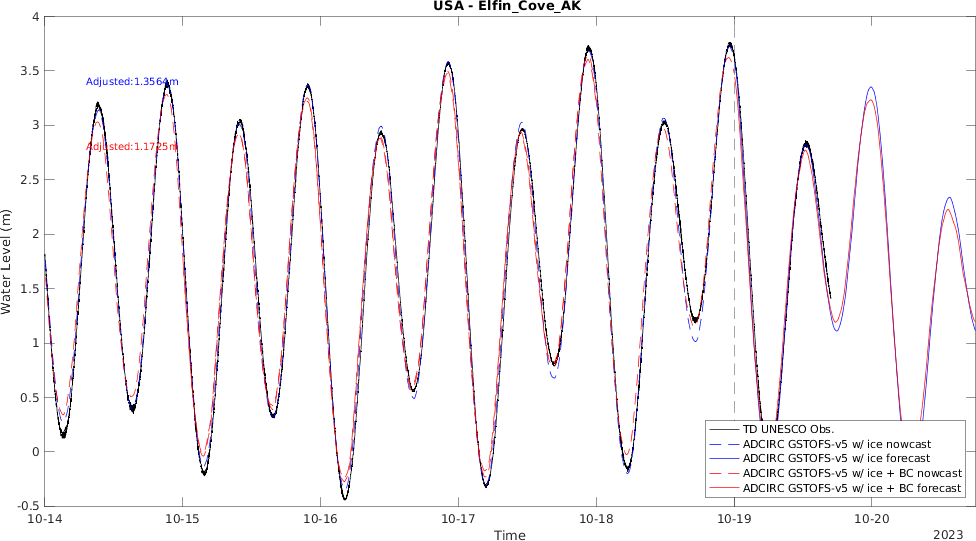 USA - Elfin_Cove_AK
4
3.5
3
2.5
2
1.5
1
0.5
0
-0.5
Water Level (m)
Adjusted:1.3564m
Adjusted:1.1725m
TD UNESCO Obs.
ADCIRC GSTOFS-v5 w/ ice nowcast
ADCIRC GSTOFS-v5 w/ ice forecast
ADCIRC GSTOFS-v5 w/ ice + BC nowcast
ADCIRC GSTOFS-v5 w/ ice + BC forecast
10-14 10-15 10-16 10-17 10-18 10-19 10-20
Time
2023